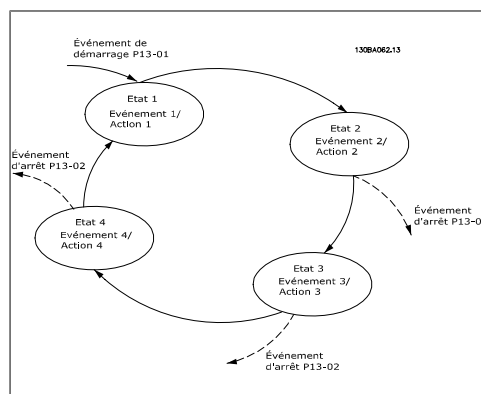 Événement de
démarrage P13-01
130BA062.13
Etat 1
Evénement 1/
Action 1
Etat 2
Evénement 2/
Action 2
Événement
d'arrêt P13-02
Etat 4
Evénement 4/
Action 4
Événement
d'arrêt P13-0
Etat 3
Evénement 3/
Action 3
Événement
d'arrêt P13-02